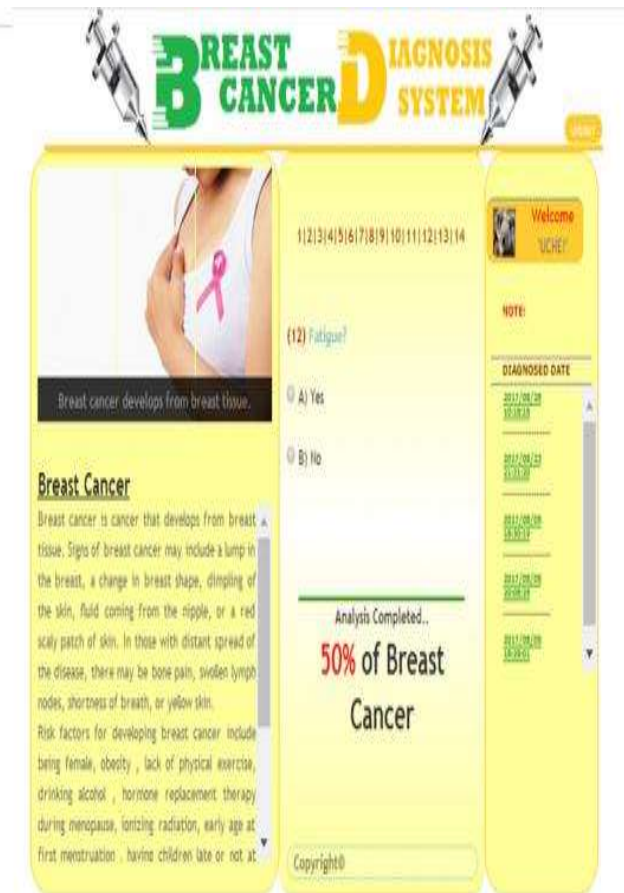 BREAST CANCER DIAGNOSIS SYSTEM
LOGOUT
Breast cancer develops from breast tissue.
Breast Cancer
Breast cancer is cancer that develops from breast
tissue. Signs of breast cancer may include a lump in
the breast, a change in breast shape, dimpling of
the skin, fluid coming from the nipple, or a red
scaly patch of skin. In those with distant spread of
the disease, there may be bone pain, swollen lymph
nodes, shortness of breath, or yellow skin.
Risk factors for developing breast cancer include
being female, obesity , lack of physical exercise,
drinking alcohol , hormone replacement therapy
during menopause, ionizing radiation, early age at
first menstruation , having children late or not at
1|2|3|4|5|6|7|8|9|10|11|12|13|14
(12) Fatigue?
A) Yes
B) No
Analysis Completed..
50% of Breast
Cancer
Copyright©
Welcome
"UCHE!"
NOTE:
DIAGNOSED DATE